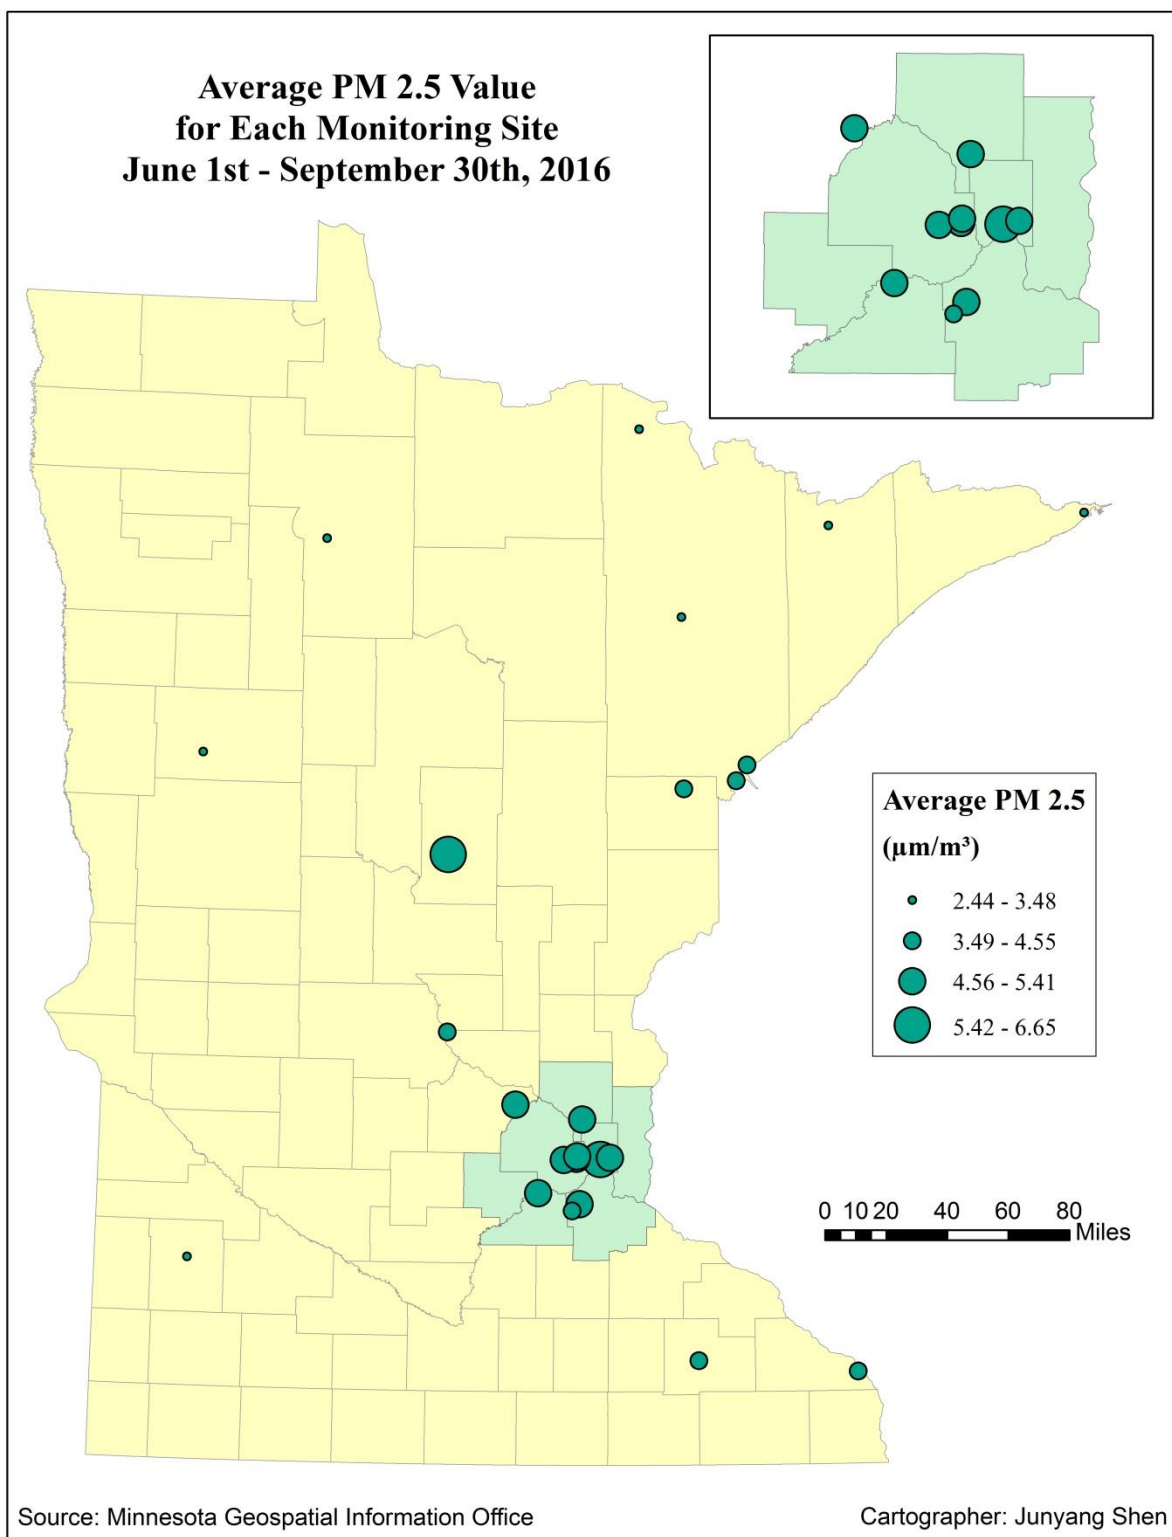 Average PM 2.5 Value
for Each Monitoring Site
June 1st - September 30th, 2016
Average PM 2.5
(μm/m³)
2.44 - 3.48
3.49 - 4.55
4.56 - 5.41
5.42 - 6.65
0 10 20 40 60 80
Miles
Source: Minnesota Geospatial Information Office
Cartographer: Junyang Shen